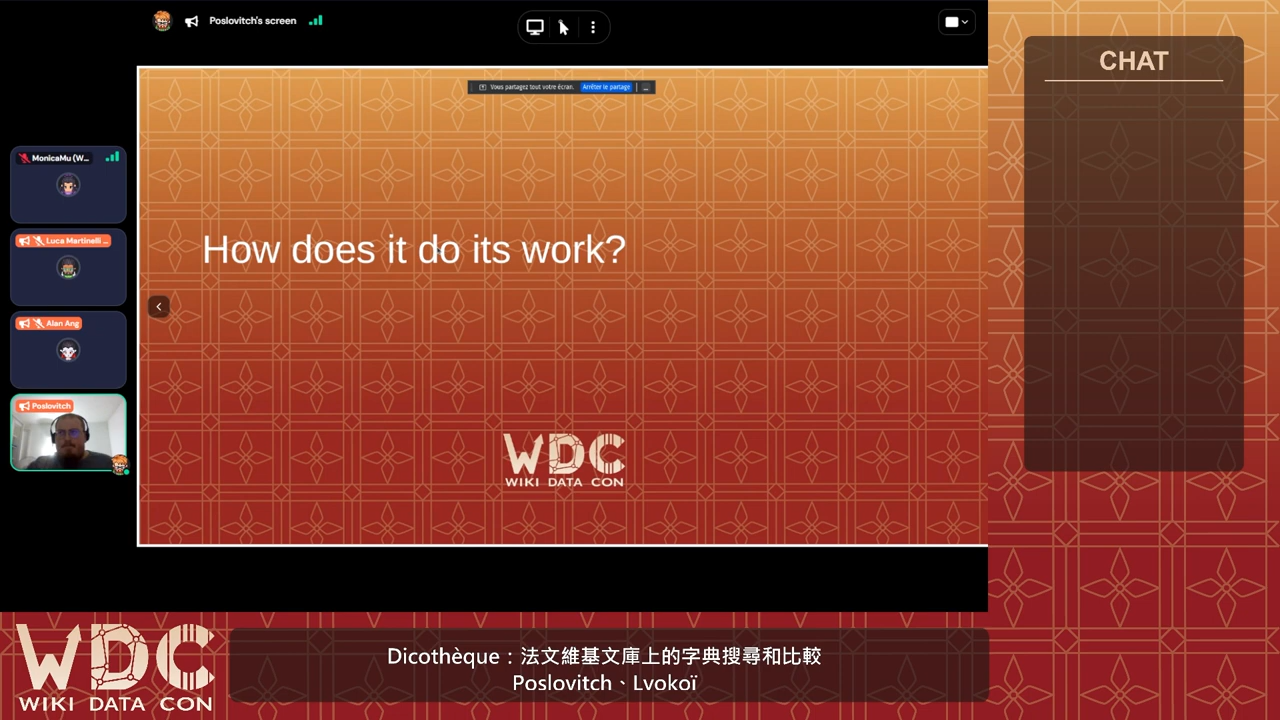 Poslovitch's screen
CHAT
Vous partagez tout votre écran.
Arrêter le partage
MonicaMu (W...
Luca Martinelli ...
Alan Ang
Poslovitch
How does it do its work?
WDC
WIKI DATA CON
WDC
WIKI DATA CON
Dicothèque：法文維基文庫上的字典搜尋和比較
Poslovitch、Lvokoï